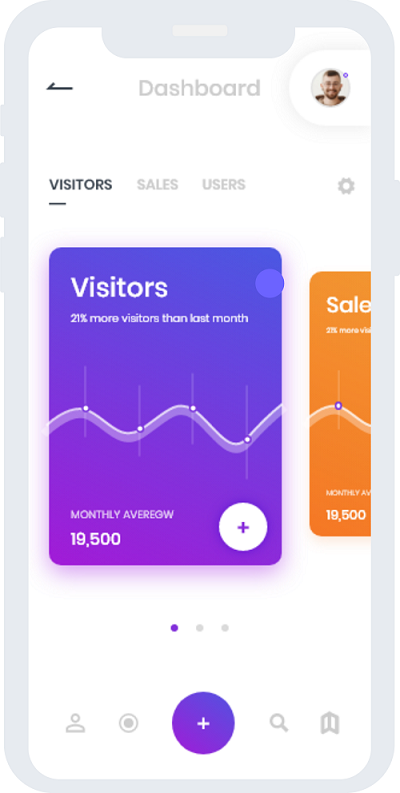 Dashboard
VISITORS SALES USERS
Visitors
21% more visitors than last month
MONTHLY AVEREGW
19,500
+
Sale
21% more visi
MONTHLY AV
19,500
+